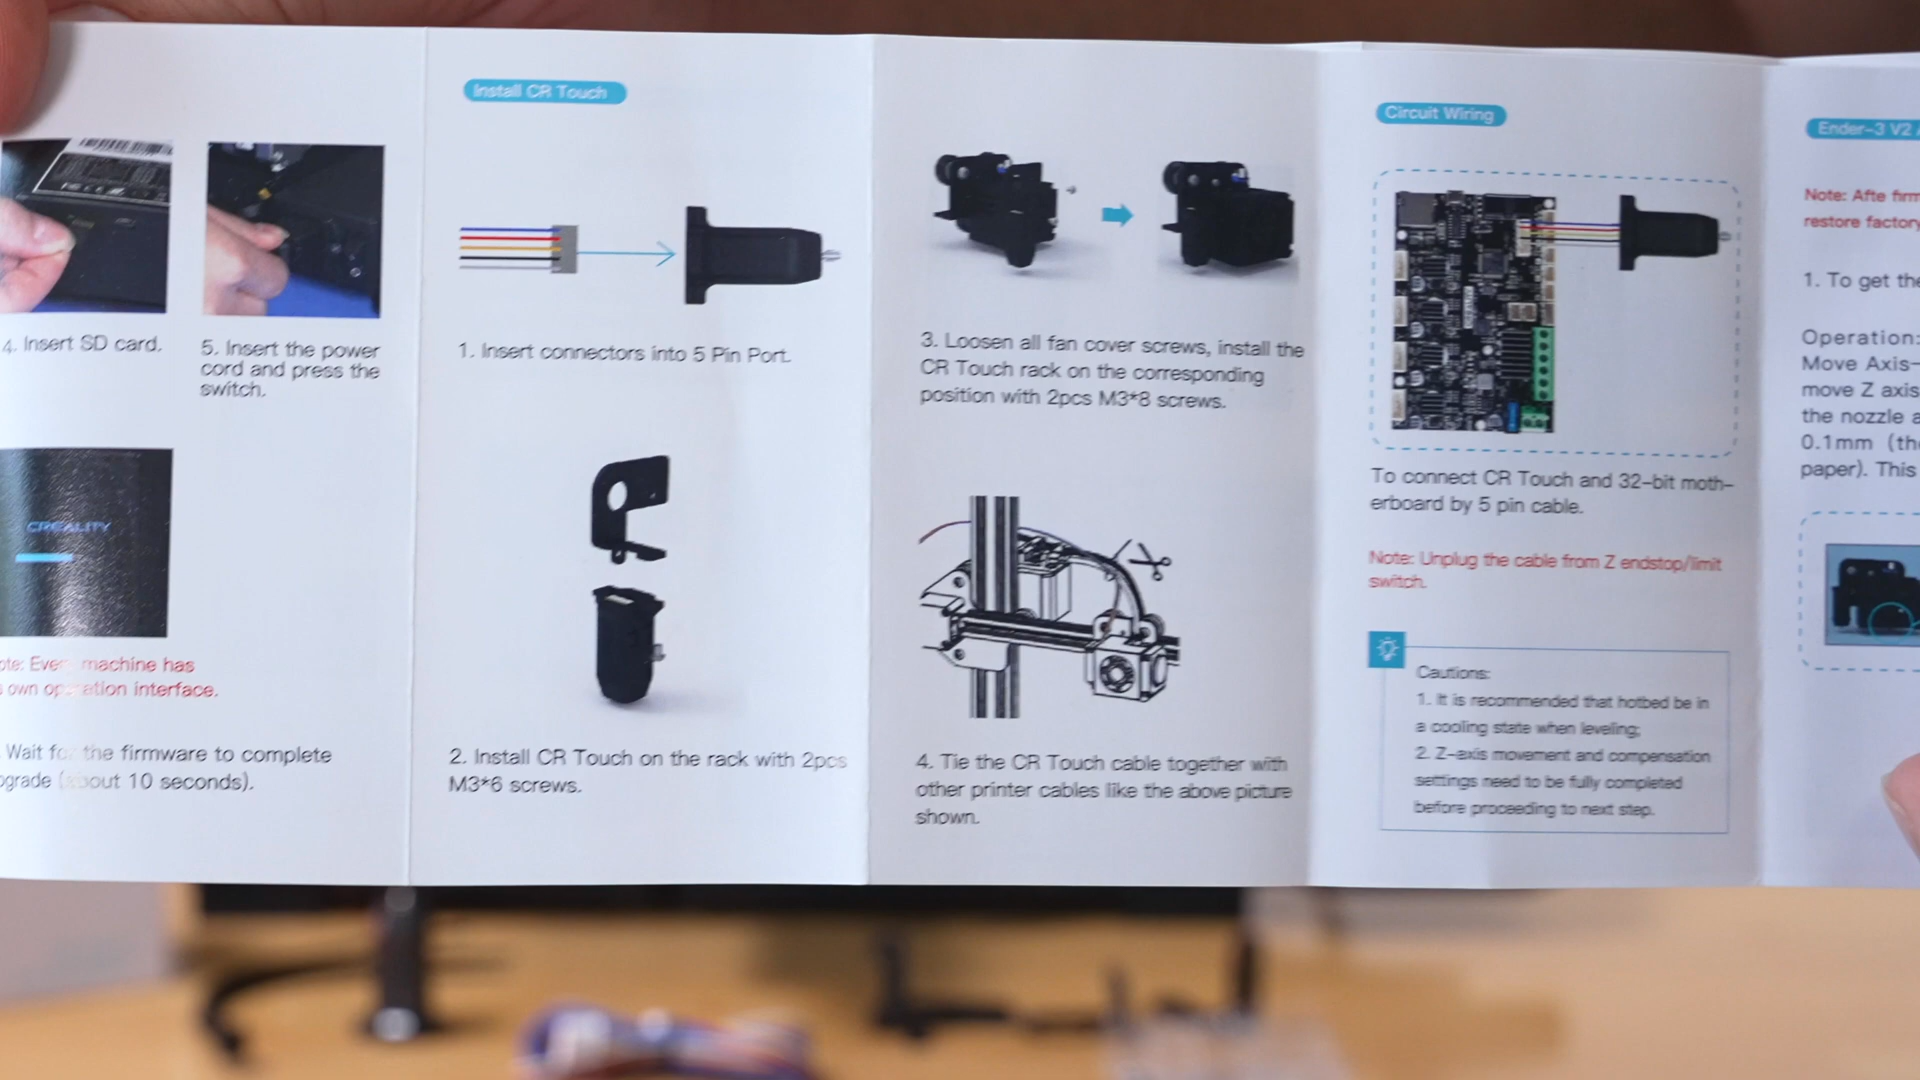 4. Insert SD card.
5. Insert the power
cord and press the
switch.
CREALITY
machine has
own operation interface.
Wait for the firmware to complete
(about 10 seconds).
Install CR Touch
1. Insert connectors into 5 Pin Port.
2. Install CR Touch on the rack with 2pcs
M3*6 screws.
3. Loosen all fan cover screws, install the
CR Touch rack on the corresponding
position with 2pcs M3*8 screws.
4. Tie the CR Touch cable together with
other printer cables like the above picture
shown.
Circuit Wiring
To connect CR Touch and 32-bit moth-
erboard by 5 pin cable.
Note: Unplug the cable from Z endstop/limit
switch.
Cautions:
1. It is recommended that hotbed be in
a cooling state when leveling;
2. Z-axis movement and compensation
settings need to be fully completed
before proceeding to next step.
Ender-3 V2
Note: Afte firm
restore factory
1. To get the
Operation:
Move Axis-
move Z axis
the nozzle a
0.1mm (the
paper). This